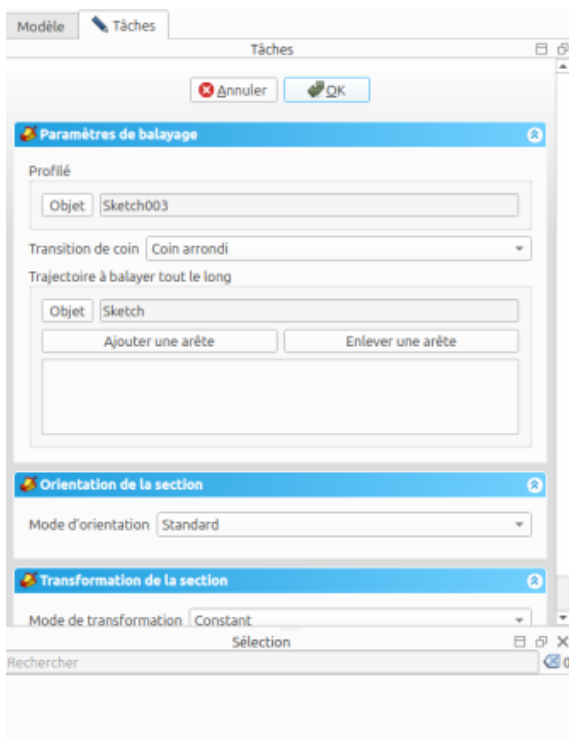 Modèle Tâches
Tâches
Annuler OK
Paramètres de balayage
Profilé
Objet Sketch003
Transition de coin Coin arrondi
Trajectoire à balayer tout le long
Objet Sketch
Ajouter une arête Enlever une arête
Orientation de la section
Mode d'orientation Standard
Transformation de la section
Mode de transformation Constant
Sélection
Rechercher 0